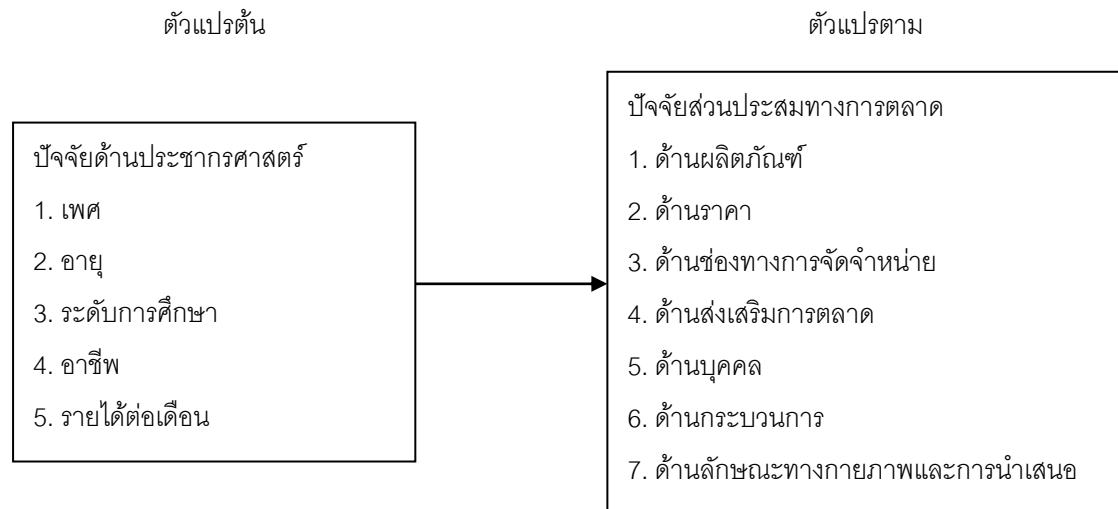 ตัวแปรต้น
ตัวแปรตาม
ปัจจัยด้านประชากรศาสตร์
1. เพศ
2. อายุ
3. ระดับการศึกษา
4. อาชีพ
5. รายได้ต่อเดือน
ปัจจัยส่วนประสมทางการตลาด
1. ด้านผลิตภัณฑ์
2. ด้านราคา
3. ด้านช่องทางการจัดจำหน่าย
4. ด้านส่งเสริมการตลาด
5. ด้านบุคคล
6. ด้านกระบวนการ
7. ด้านลักษณะทางกายภาพและการนำเสนอ